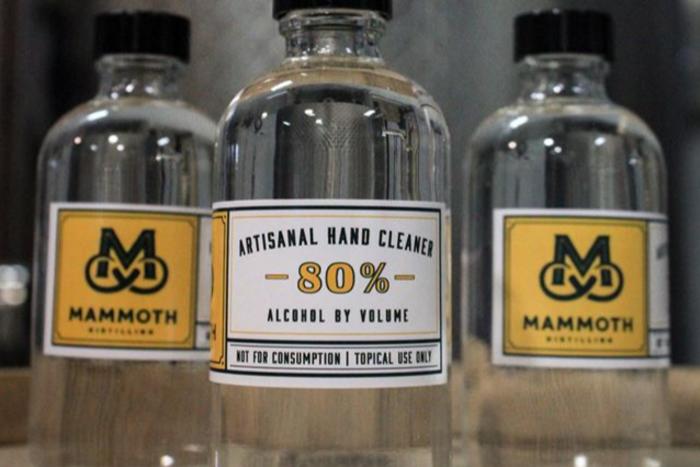 M
MAMMOTH
DISTILLING
ARTISANAL HAND CLEANER
80%
ALCOHOL BY VOLUME
NOT FOR CONSUMPTION | TOPICAL USE ONLY
M
MAMMOTH
DISTILLING